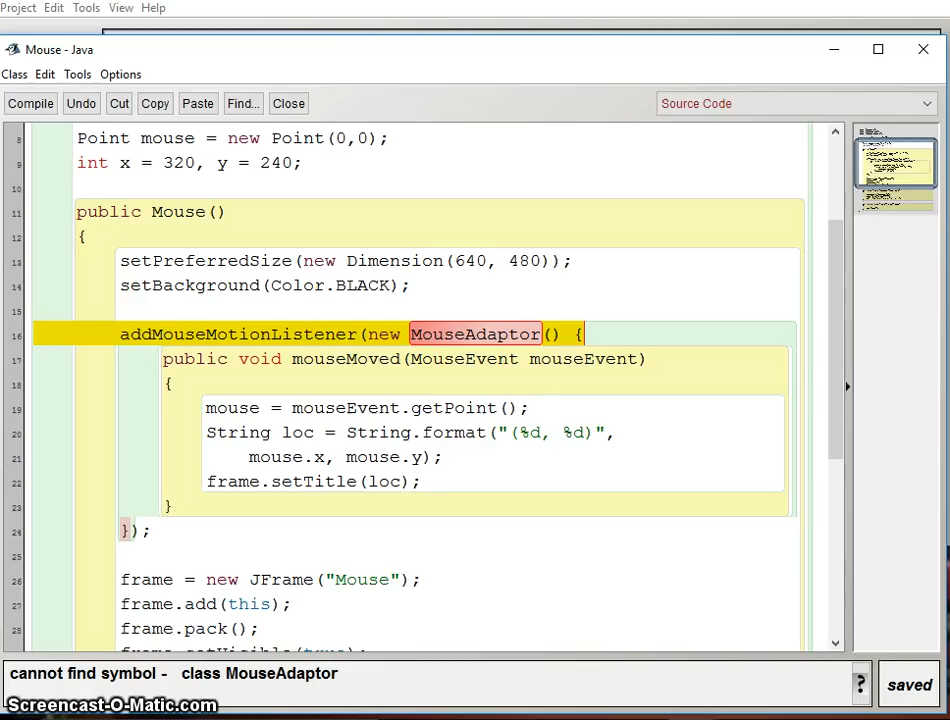 Project Edit Tools View Help
Mouse - Java
Class Edit Tools Options
Compile Undo Cut Copy Paste Find... Close Source Code
8 Point mouse = new Point(0,0);
9 int x = 320, y = 240;
10
11 public Mouse()
12 {
13 setPreferredSize(new Dimension(640, 480));
14 setBackground(Color.BLACK);
15
16 addMouseMotionListener(new MouseAdaptor() {
17 public void mouseMoved(MouseEvent mouseEvent)
18 {
19 mouse = mouseEvent.getPoint();
20 String loc = String.format("(%d, %d)",
21 mouse.x, mouse.y);
22 frame.setTitle(loc);
23 }
24 });
25
26 frame = new JFrame("Mouse");
27 frame.add(this);
28 frame.pack();
frame.setVisible(true);
cannot find symbol - class MouseAdaptor
? saved
Screencast-O-Matic.com